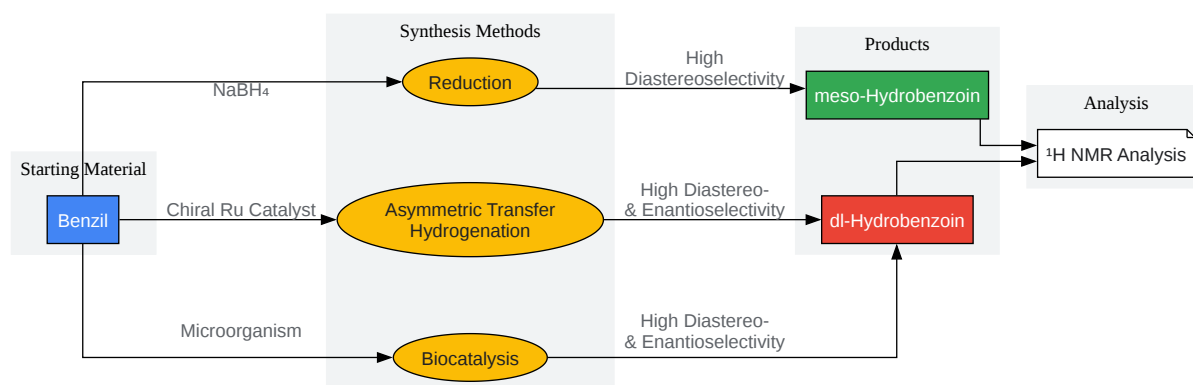 Synthesis Methods
Products
Analysis
Starting Material
NaBH₄
Reduction
High
Diastereoselectivity
meso-Hydrobenzoin
¹H NMR Analysis
Benzil
Chiral Ru Catalyst
Asymmetric Transfer
Hydrogenation
High Diastereo-
& Enantioselectivity
dl-Hydrobenzoin
Microorganism
Biocatalysis
High Diastereo-
& Enantioselectivity